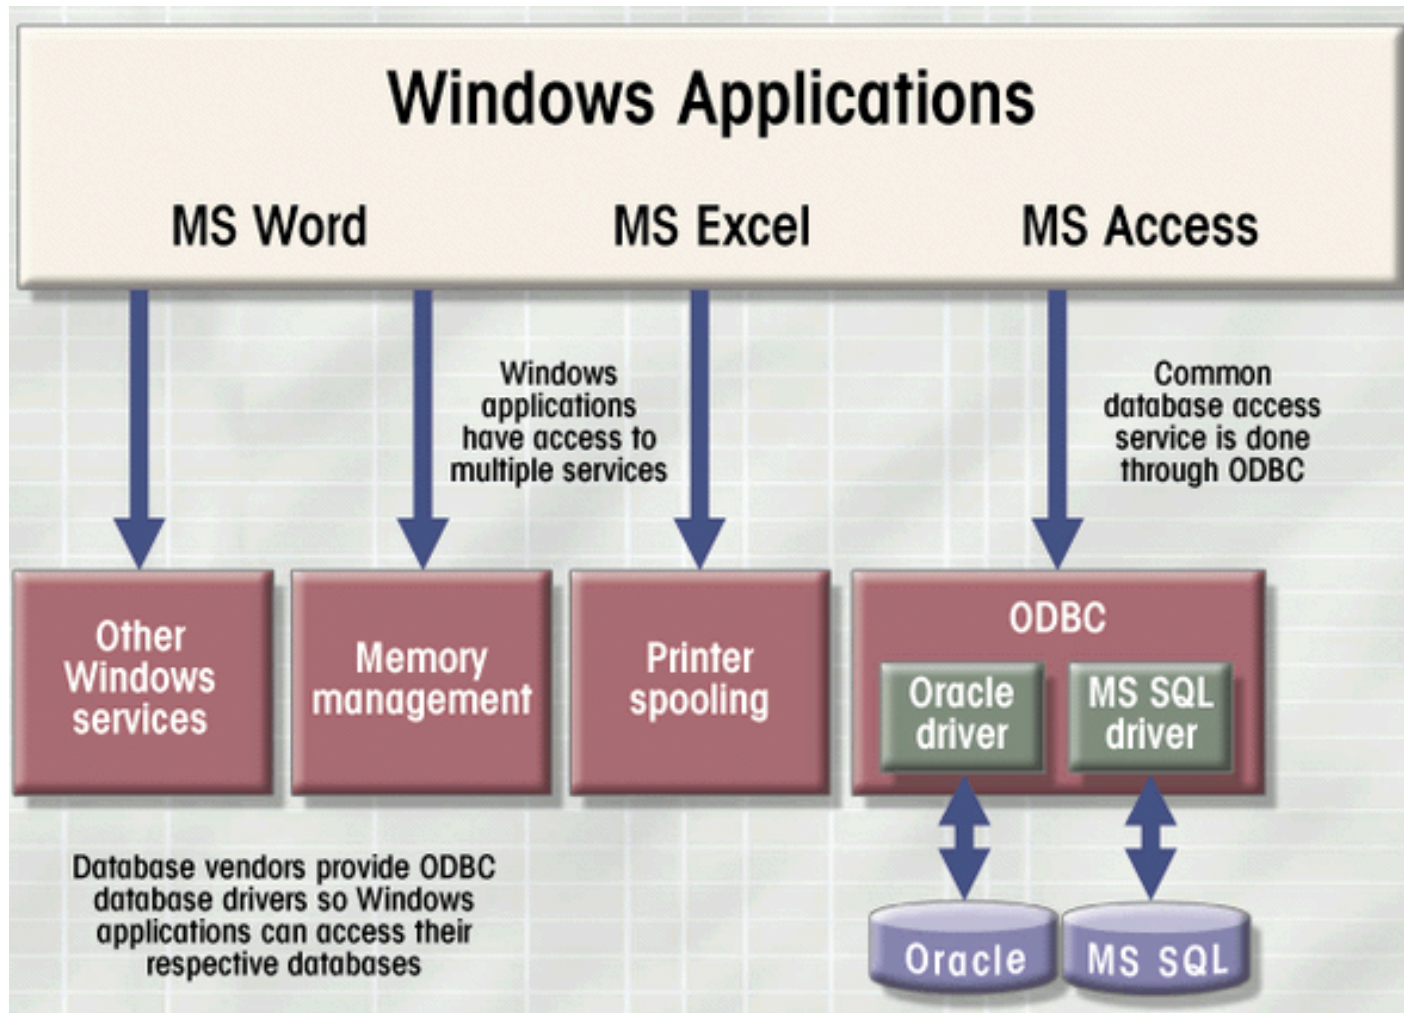 Windows Applications
MS Word
MS Excel
MS Access
Windows
applications
have access to
multiple services
Common
database access
service is done
through ODBC
Other
Windows
services
Memory
management
Printer
spooling
ODBC
Oracle
driver
MS SQL
driver
Database vendors provide ODBC
database drivers so Windows
applications can access their
respective databases
Oracle
MS SQL